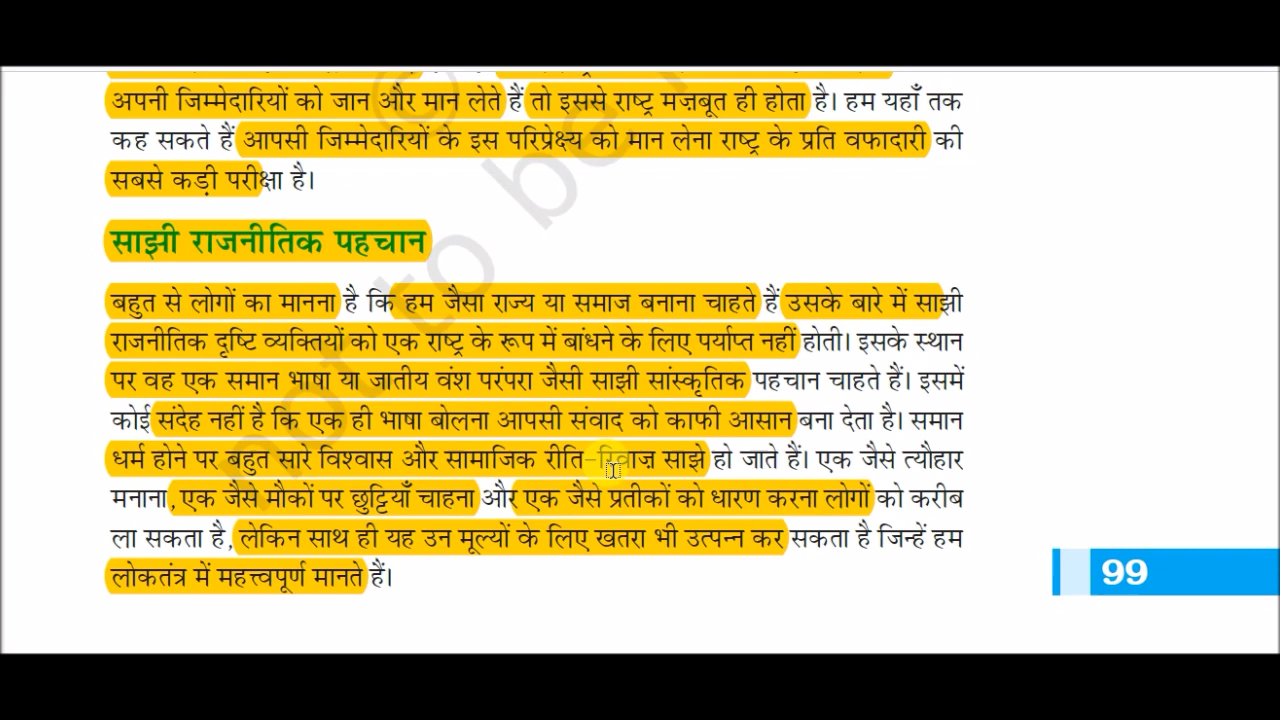 अपनी जिम्मेदारियों को जान और मान लेते हैं तो इससे राष्ट्र मज़बूत ही होता है। हम यहाँ तक
कह सकते हैं आपसी जिम्मेदारियों के इस परिप्रेक्ष्य को मान लेना राष्ट्र के प्रति वफादारी की
सबसे कड़ी परीक्षा है।
साझी राजनीतिक पहचान
बहुत से लोगों का मानना है कि हम जैसा राज्य या समाज बनाना चाहते हैं उसके बारे में साझी
राजनीतिक दृष्टि व्यक्तियों को एक राष्ट्र के रूप में बांधने के लिए पर्याप्त नहीं होती। इसके स्थान
पर वह एक समान भाषा या जातीय वंश परंपरा जैसी साझी सांस्कृतिक पहचान चाहते हैं। इसमें
कोई संदेह नहीं है कि एक ही भाषा बोलना आपसी संवाद को काफी आसान बना देता है। समान
धर्म होने पर बहुत सारे विश्वास और सामाजिक रीति-रिवाज़ साझे हो जाते हैं। एक जैसे त्यौहार
मनाना, एक जैसे मौकों पर छुट्टियाँ चाहना और एक जैसे प्रतीकों को धारण करना लोगों को करीब
ला सकता है, लेकिन साथ ही यह उन मूल्यों के लिए खतरा भी उत्पन्न कर सकता है जिन्हें हम
लोकतंत्र में महत्त्वपूर्ण मानते हैं।
99
not to be